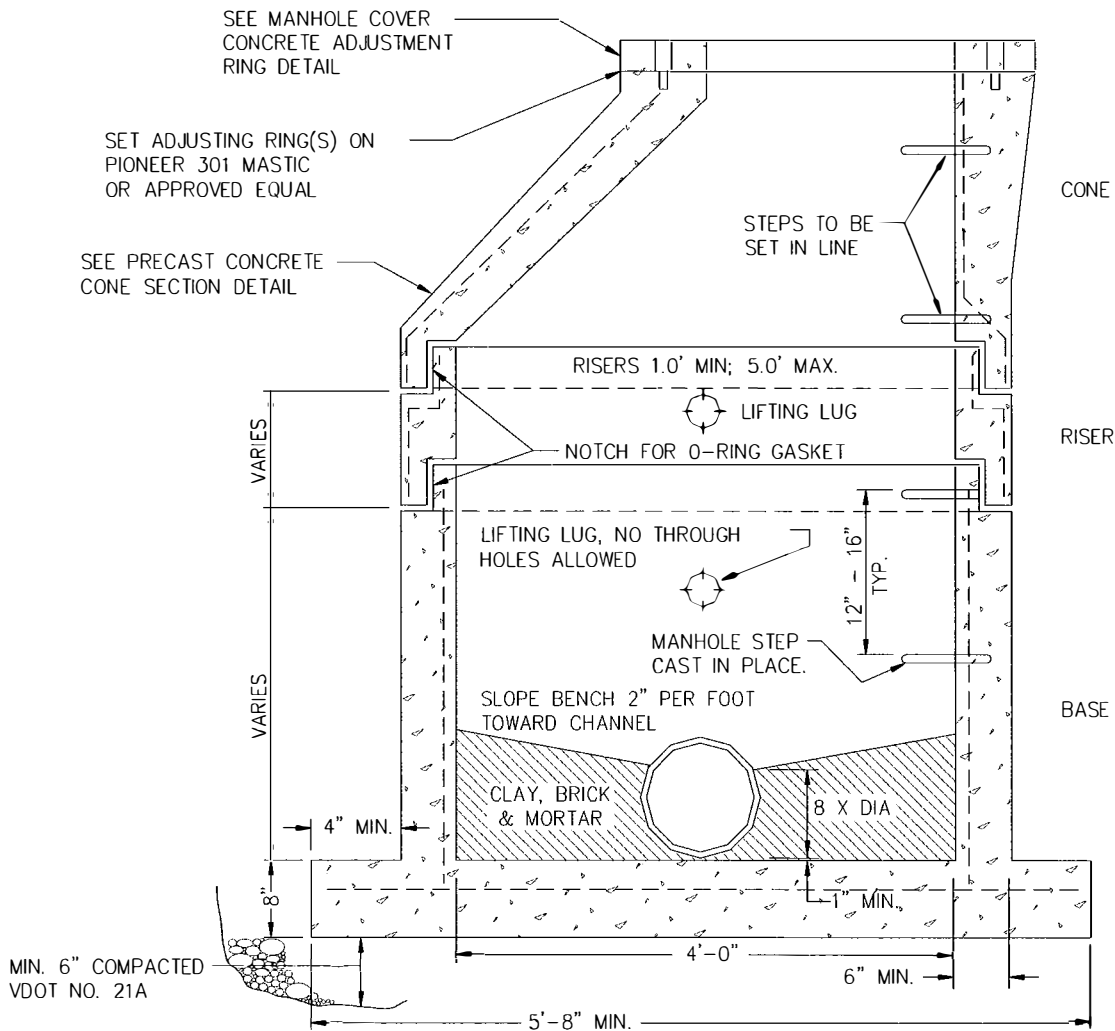 SEE MANHOLE COVER
CONCRETE ADJUSTMENT
RING DETAIL
SET ADJUSTING RING(S) ON
PIONEER 301 MASTIC
OR APPROVED EQUAL
SEE PRECAST CONCRETE
CONE SECTION DETAIL
STEPS TO BE
SET IN LINE
CONE
RISERS 1.0' MIN; 5.0' MAX.
LIFTING LUG
NOTCH FOR O-RING GASKET
VARIES
RISER
LIFTING LUG, NO THROUGH
HOLES ALLOWED
12" - 16"
TYP.
MANHOLE STEP
CAST IN PLACE.
SLOPE BENCH 2" PER FOOT
TOWARD CHANNEL
VARIES
BASE
CLAY, BRICK
& MORTAR
8 X DIA
4" MIN.
8"
1" MIN.
MIN. 6" COMPACTED
VDOT NO. 21A
4'-0"
6" MIN.
5'-8" MIN.